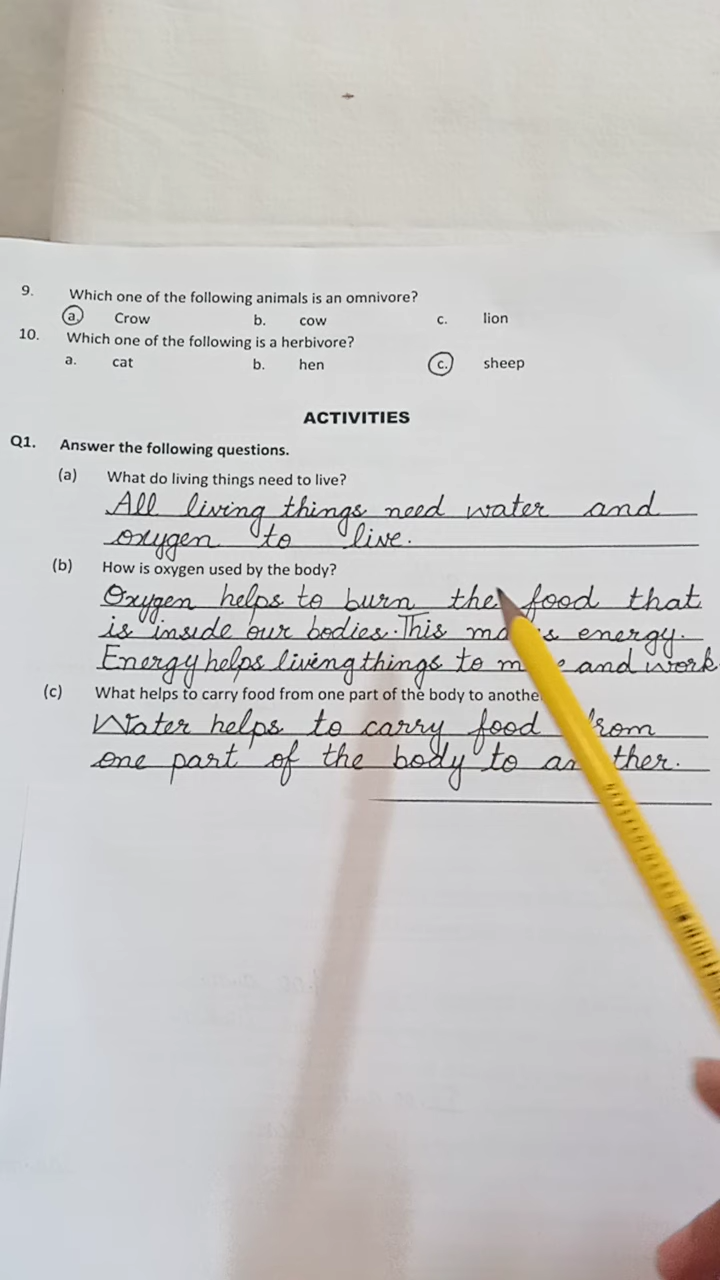 9. Which one of the following animals is an omnivore?
a. Crow b. cow c. lion
10. Which one of the following is a herbivore?
a. cat b. hen c. sheep
ACTIVITIES
Q1. Answer the following questions.
(a) What do living things need to live?
All living things need water and
oxygen to live.
(b) How is oxygen used by the body?
Oxygen helps to burn the food that
is inside our bodies. This energy.
Energy helps living things to and work
(c) What helps to carry food from one part of the body to
Water helps to carry food from
one part of the body to another.